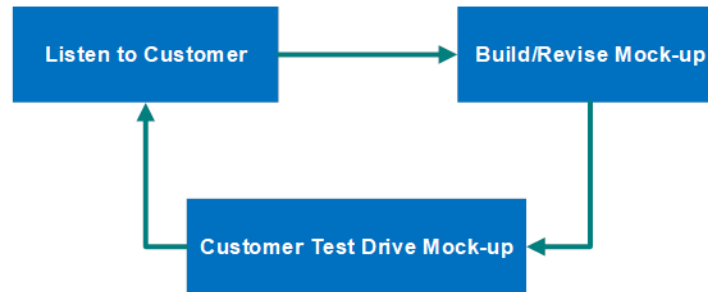 Listen to Customer
Build/Revise Mock-up
Customer Test Drive Mock-up